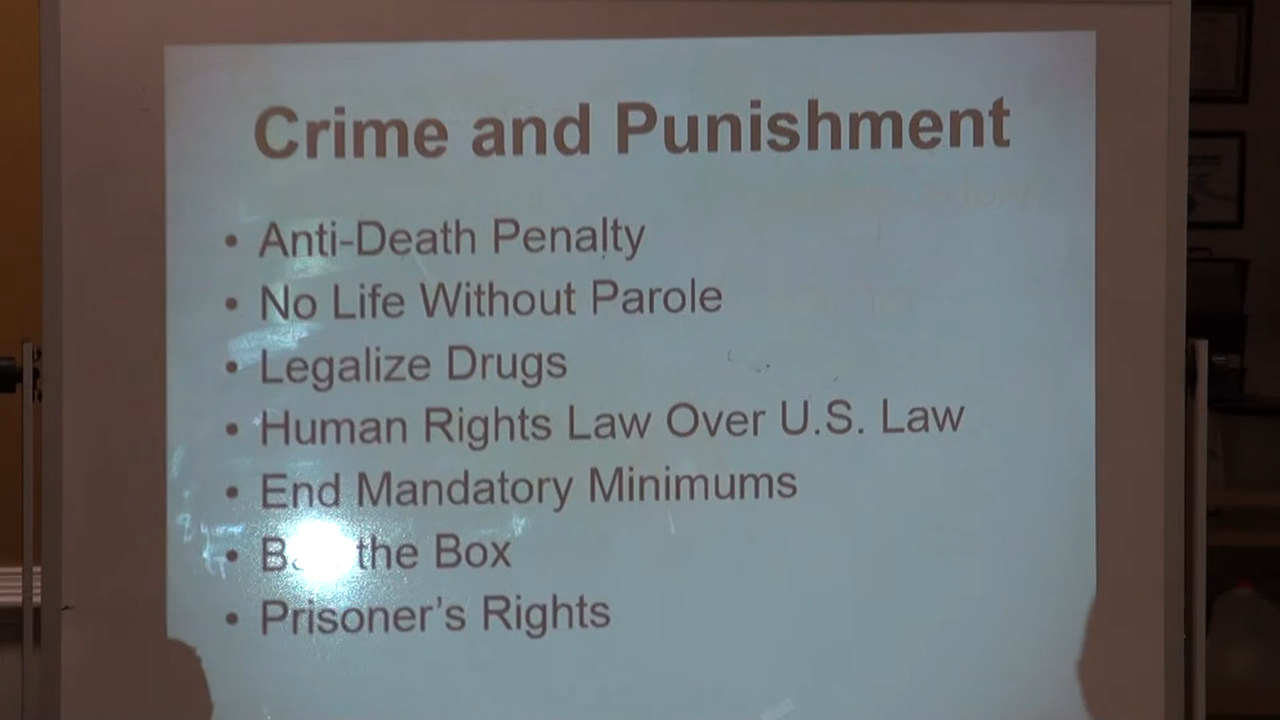 Crime and Punishment
• Anti-Death Penalty
• No Life Without Parole
• Legalize Drugs
• Human Rights Law Over U.S. Law
• End Mandatory Minimums
• the Box
• Prisoner's Rights